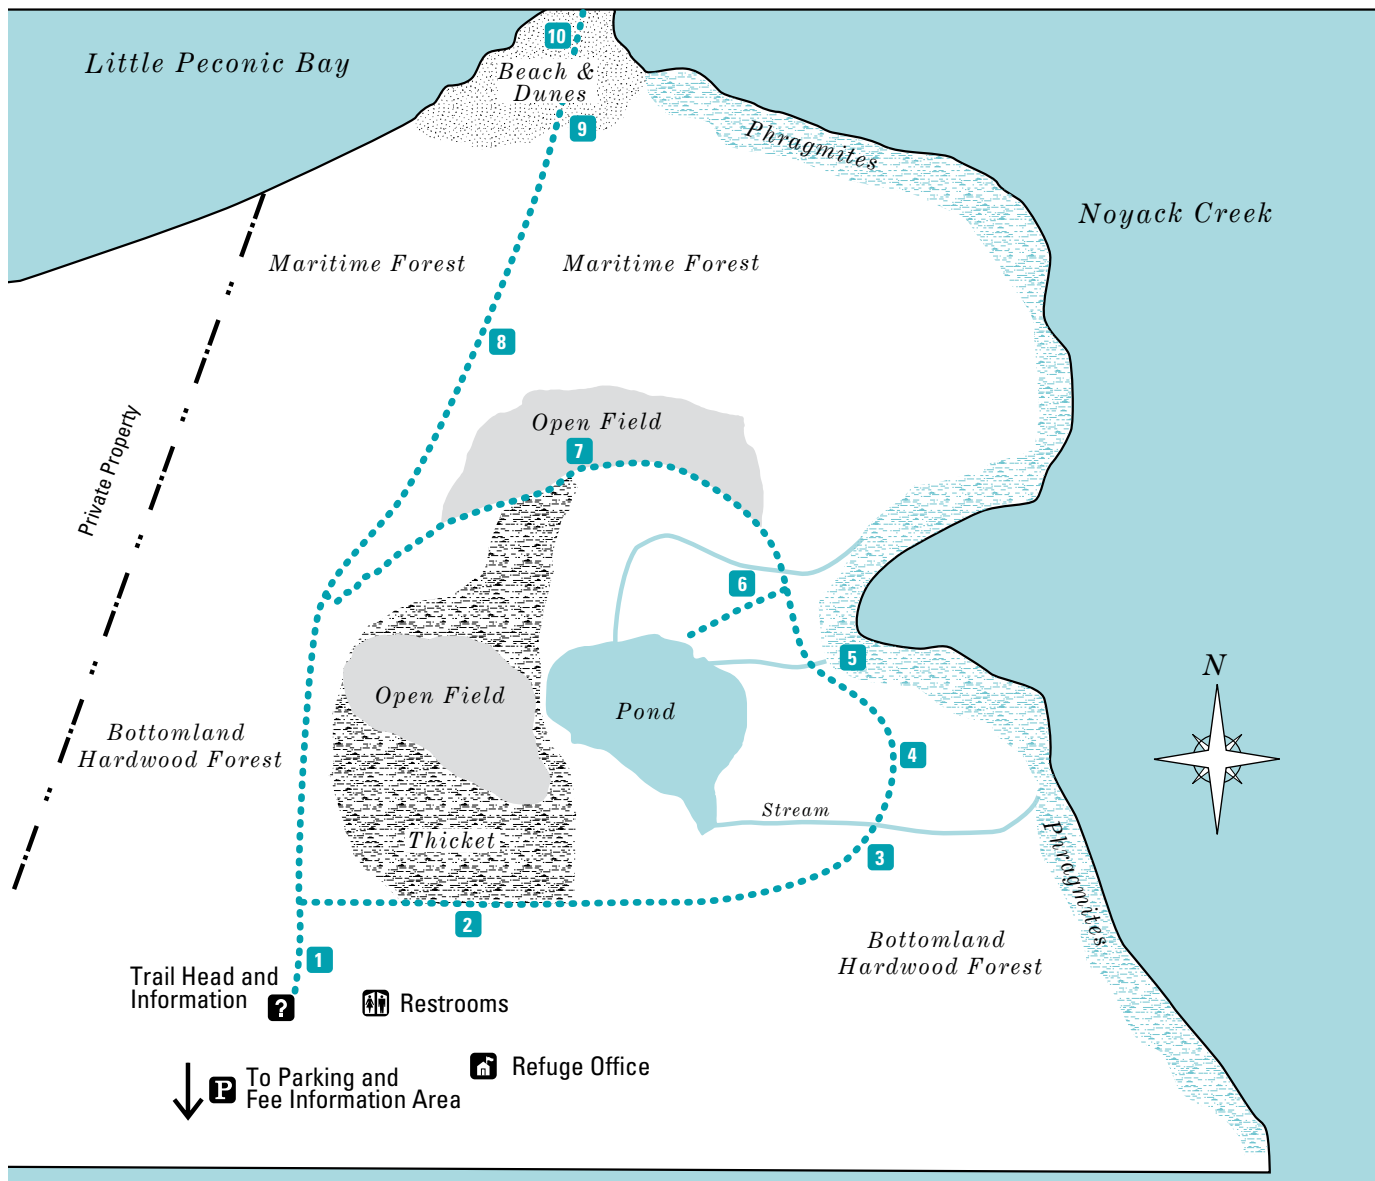 10
Little Peconic Bay
Beach &
Dunes
9
Phragmites
Noyack Creek
Maritime Forest
Maritime Forest
8
Private Property
Open Field
7
6
5
N
Open Field
Pond
Bottomland
Hardwood Forest
4
Stream
Thicket
Phragmites
3
2
Bottomland
Hardwood Forest
1
Trail Head and
Information
?
Restrooms
Refuge Office
P
To Parking and
Fee Information Area